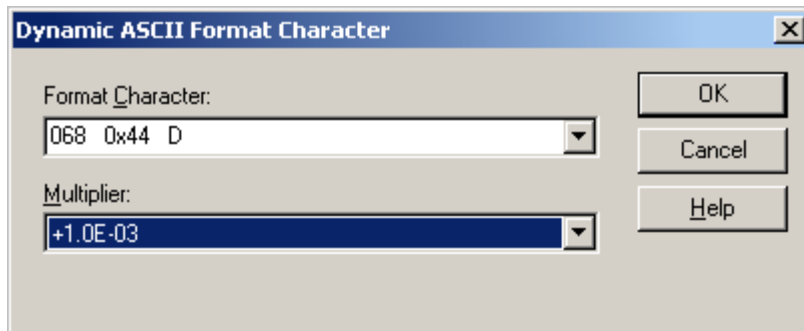 Dynamic ASCII Format Character
Format Character:
068 0x44 D
Multiplier:
+1.0E-03
OK
Cancel
Help